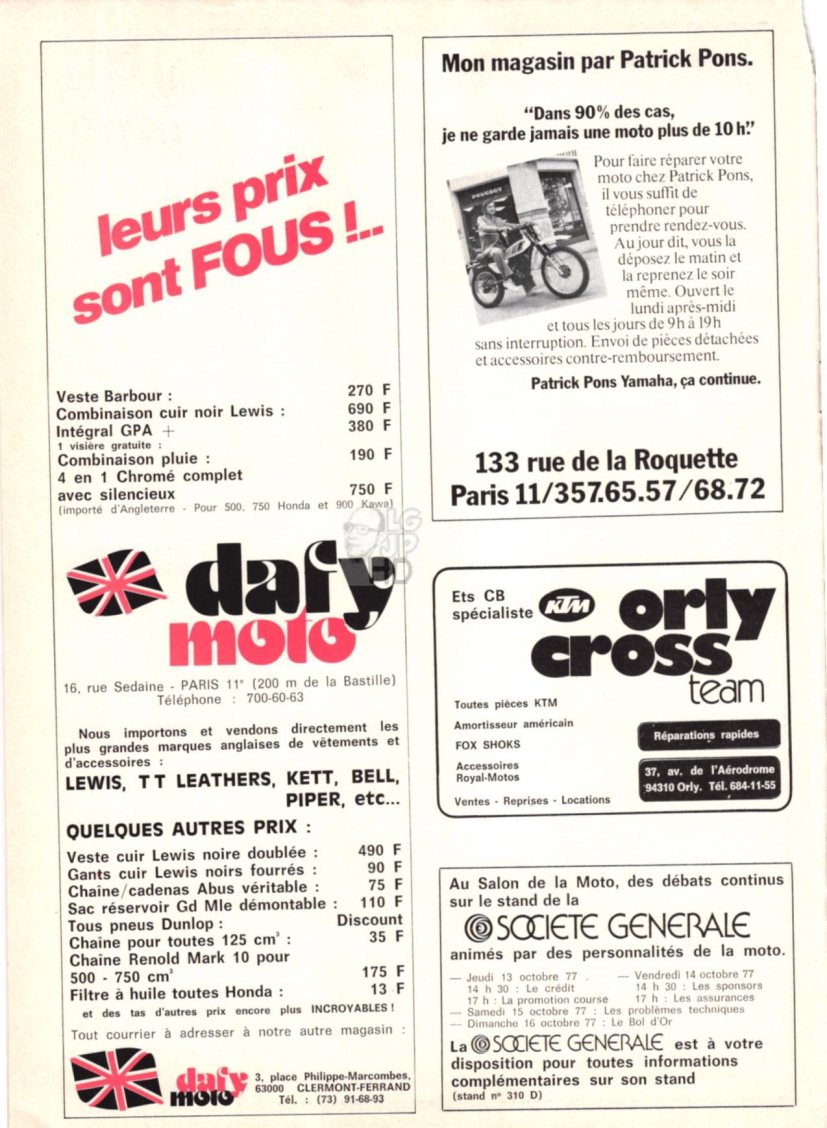 leurs prix
sont FOUS !..
Veste Barbour : 270 F
Combinaison cuir noir Lewis : 690 F
Intégral GPA + 380 F
1 visière gratuite :
Combinaison pluie : 190 F
4 en 1 Chromé complet
avec silencieux 750 F
(importé d'Angleterre - Pour 500, 750 Honda et 900 Kawa)
dafy
moto
16, rue Sedaine - PARIS 11e (200 m de la Bastille)
Téléphone : 700-60-63
Nous importons et vendons directement les
plus grandes marques anglaises de vêtements et
d'accessoires :
LEWIS, TT LEATHERS, KETT, BELL,
PIPER, etc...
QUELQUES AUTRES PRIX :
Veste cuir Lewis noire doublée : 490 F
Gants cuir Lewis noirs fourrés : 90 F
Chaîne/cadenas Abus véritable : 75 F
Sac réservoir Gd Mle démontable : 110 F
Tous pneus Dunlop : Discount
Chaîne pour toutes 125 cm³ : 35 F
Chaîne Renold Mark 10 pour
500 - 750 cm³ 175 F
Filtre à huile toutes Honda : 13 F
et des tas d'autres prix encore plus INCROYABLES !
Tout courrier à adresser à notre autre magasin :
dafy
moto
3, place Philippe-Marcombes,
63000 CLERMONT-FERRAND
Tél. : (73) 91-68-93
Mon magasin par Patrick Pons.
“Dans 90% des cas,
je ne garde jamais une moto plus de 10 h.”
PEUGEOT
Pour faire réparer votre
moto chez Patrick Pons,
il vous suffit de
téléphoner pour
prendre rendez-vous.
Au jour dit, vous la
déposez le matin et
la reprenez le soir
même. Ouvert le
lundi après-midi
et tous les jours de 9h à 19h
sans interruption. Envoi de pièces détachées
et accessoires contre-remboursement.
Patrick Pons Yamaha, ça continue.
133 rue de la Roquette
Paris 11/357.65.57/68.72
LG
JP
HD
Ets CB
spécialiste KTM orly
cross
team
Toutes pièces KTM
Amortisseur américain
FOX SHOKS
Accessoires
Royal-Motos
Ventes - Reprises - Locations
Réparations rapides
37, av. de l'Aérodrome
94310 Orly. Tél. 684-11-55
Au Salon de la Moto, des débats continus
sur le stand de la
SOCIETE GENERALE
animés par des personnalités de la moto.
— Jeudi 13 octobre 77 .
14 h 30 : Le crédit
17 h : La promotion course
— Vendredi 14 octobre 77
14 h 30 : Les sponsors
17 h : Les assurances
— Samedi 15 octobre 77 : Les problèmes techniques
— Dimanche 16 octobre 77 : Le Bol d'Or
La SOCIETE GENERALE est à votre
disposition pour toutes informations
complémentaires sur son stand
(stand n° 310 D)